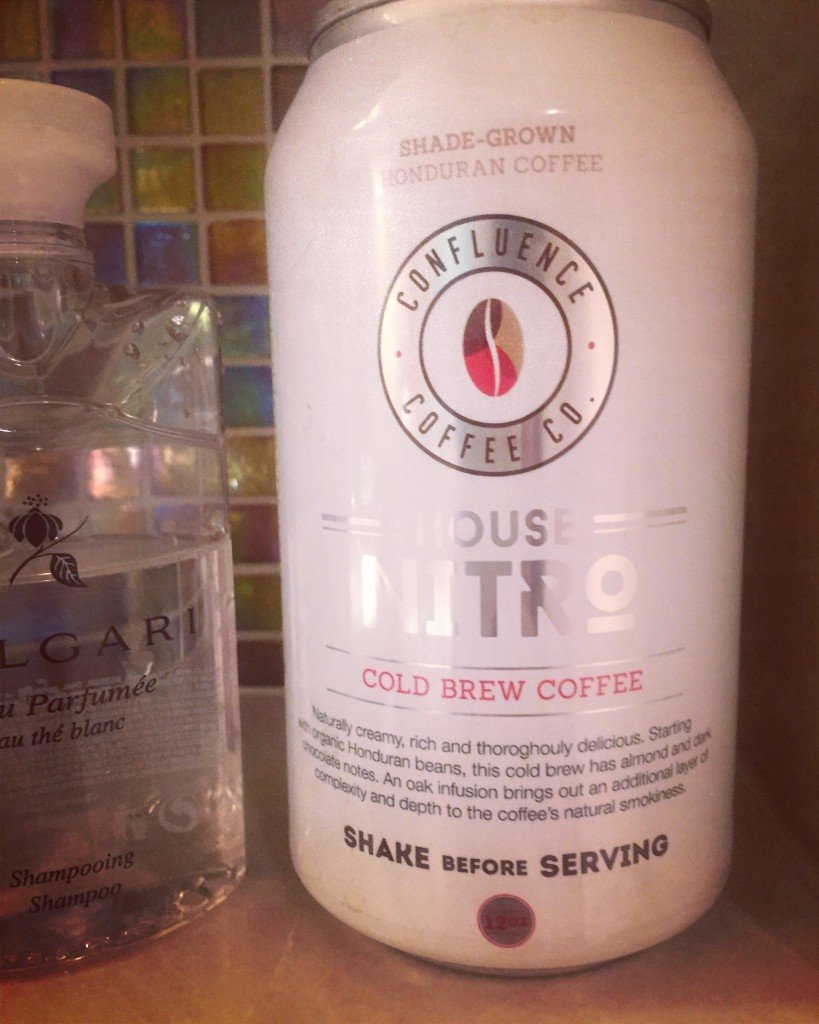 SHADE-GROWN
HONDURAN COFFEE
CONFLUENCE
COFFEE CO.
HOUSE
NITRO
COLD BREW COFFEE
Naturally creamy, rich and thoroghouly delicious. Starting
with organic Honduran beans, this cold brew has almond and dark
chocolate notes. An oak infusion brings out an additional layer of
complexity and depth to the coffee's natural smokiness.
SHAKE BEFORE SERVING
11oz
LGARI
u Parfumée
au thé blanc
Shampooing
Shampoo